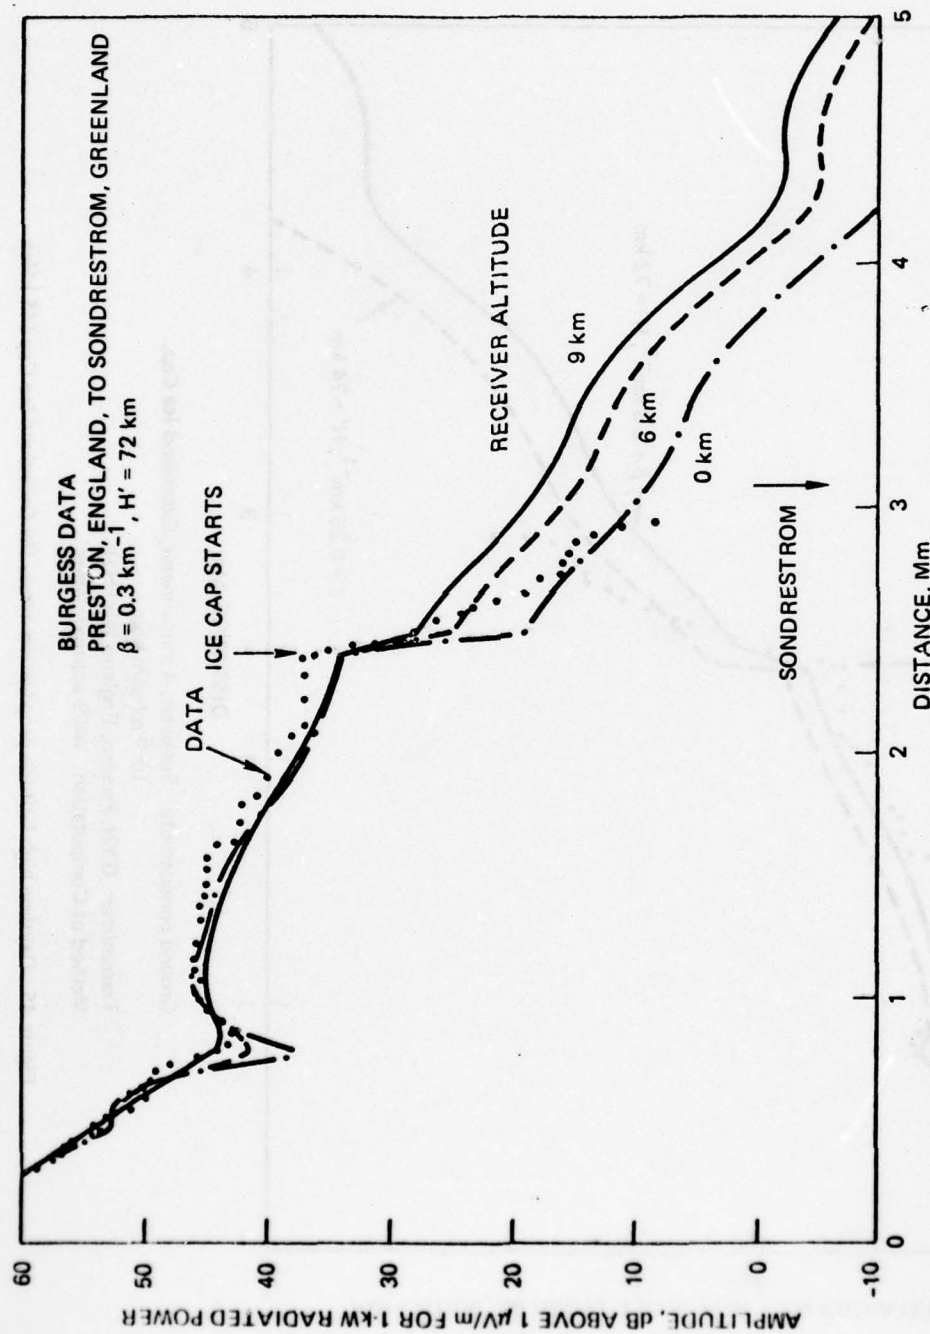 BURGESS DATA
PRESTON, ENGLAND, TO SONDRESTROM, GREENLAND
β = 0.3 km⁻¹, H' = 72 km
ICE CAP STARTS
DATA
RECEIVER ALTITUDE
9 km
6 km
0 km
SONDRESTROM
AMPLITUDE, dB ABOVE 1 μV/m FOR 1-kW RADIATED POWER
60
50
40
30
20
10
0
-10
0
1
2
3
4
5
DISTANCE, Mm